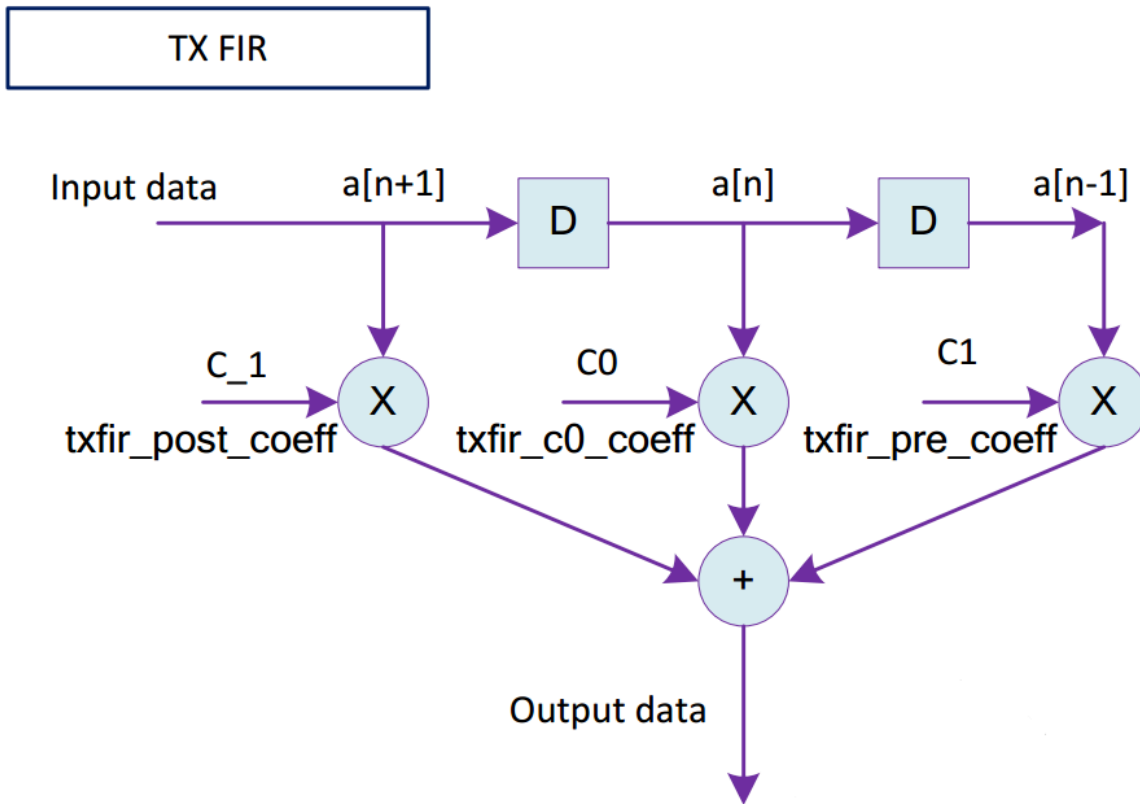 TX FIR
Input data
a[n+1]
D
a[n]
D
a[n-1]
C_1
X
C0
X
C1
X
txfir_post_coeff
txfir_c0_coeff
txfir_pre_coeff
+
Output data